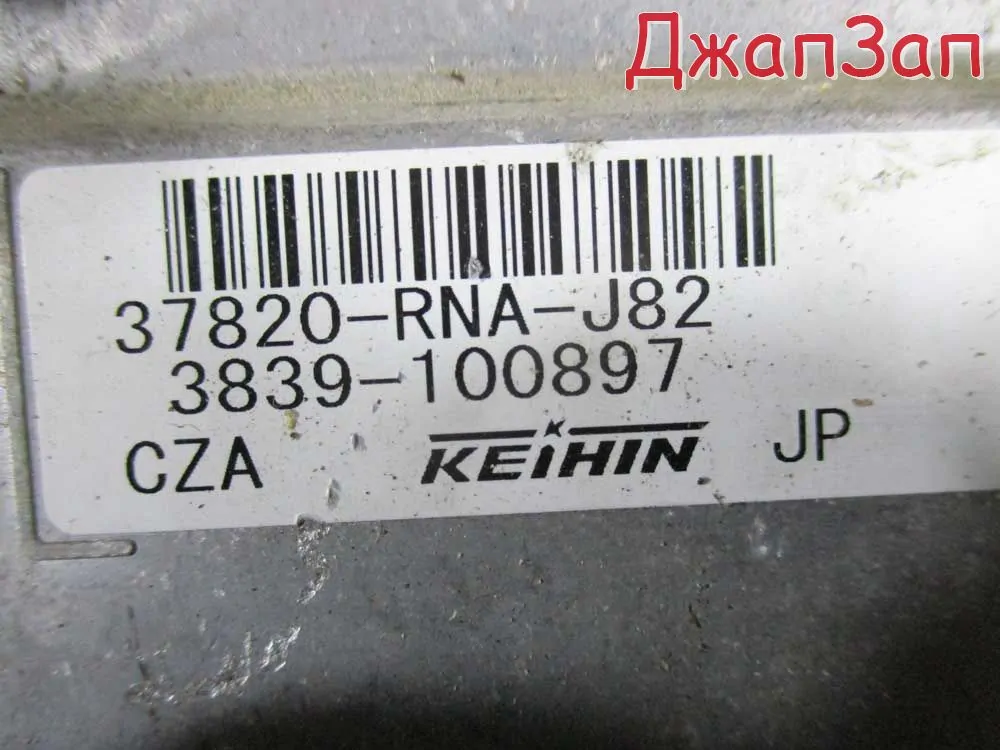 ДжапЗап
37820-RNA-J82
3839-100897
CZA KEIHIN JP